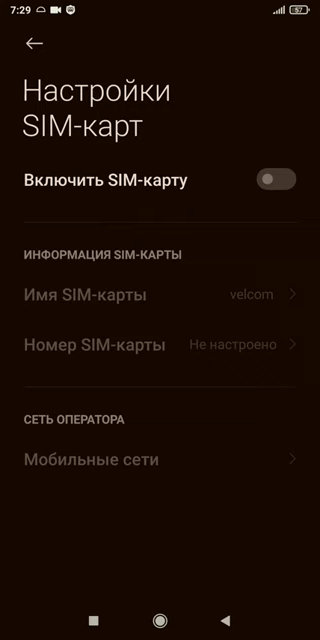 7:29
57
Настройки
SIM-карт
Включить SIM-карту
ИНФОРМАЦИЯ SIM-КАРТЫ
Имя SIM-карты velcom
Номер SIM-карты Не настроено
СЕТЬ ОПЕРАТОРА
Мобильные сети